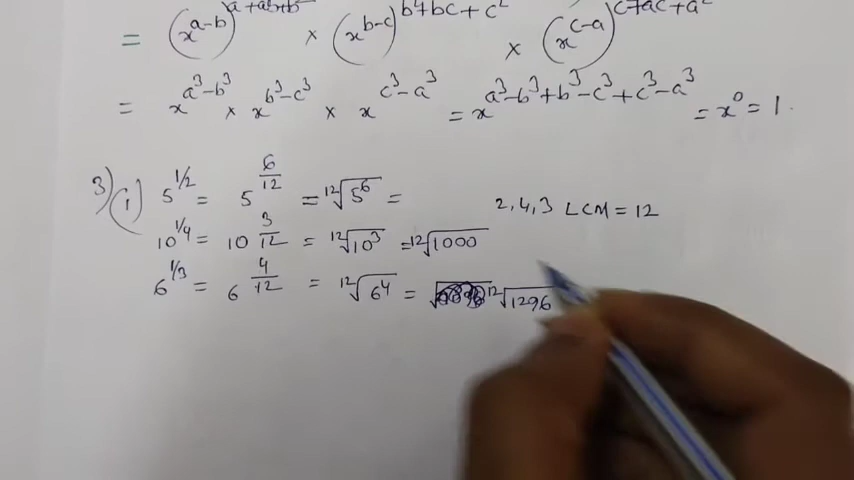 = (x^{a-b})^{a+ab+b} × (x^{b-c})^{b²+bc+c²} × (x^{c-a})^{c²+ac+a²}
= x^{a³-b³} × x^{b³-c³} × x^{c³-a³} = x^{a³-b³+b³-c³+c³-a³} = x⁰ = 1.
3) (i) 5^{1/2} = 5^{6/12} = ¹²√5⁶ =
2,4,3 LCM = 12
10^{1/4} = 10^{3/12} = ¹²√10³ = ¹²√1000
6^{1/3} = 6^{4/12} = ¹²√6⁴ = ¹²√1296